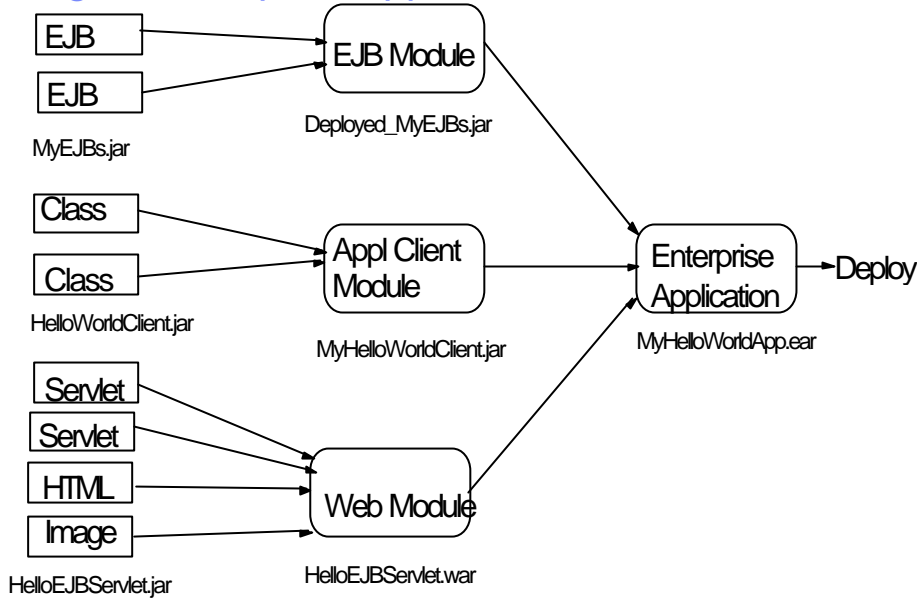 EJB
EJB
MyEJBs.jar
EJB Module
Deployed_MyEJBs.jar
Class
Class
HelloWorldClient.jar
Appl Client
Module
MyHelloWorldClient.jar
Servlet
Servlet
HTML
Image
HelloEJBServlet.jar
Web Module
HelloEJBServlet.war
Enterprise
Application
MyHelloWorldApp.ear
Deploy